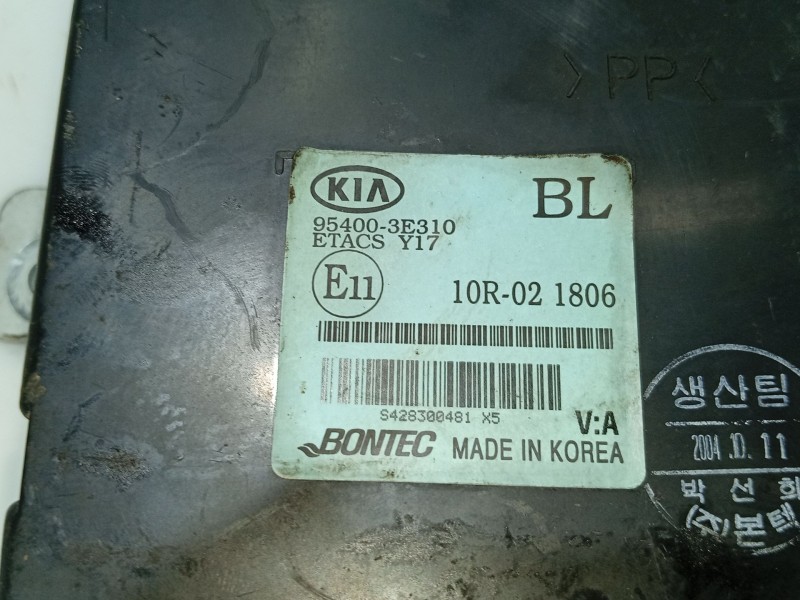 >PP<
KIA
BL
95400-3E310
ETACS Y17
E11
10R-02 1806
S428300481 X5
V:A
BONTEC MADE IN KOREA
생산팀
2004 .10. 11
박선희
(주)본텍